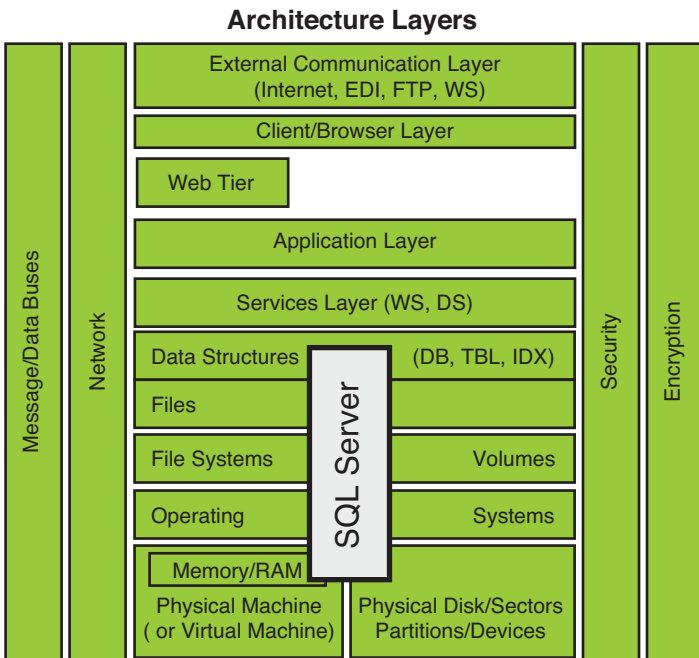 Architecture Layers
Message/Data Buses
Network
External Communication Layer
(Internet, EDI, FTP, WS)
Client/Browser Layer
Web Tier
Application Layer
Services Layer (WS, DS)
Data Structures (DB, TBL, IDX)
Files
File Systems Volumes
Operating Systems
SQL Server
Memory/RAM
Physical Machine
( or Virtual Machine)
Physical Disk/Sectors
Partitions/Devices
Security
Encryption